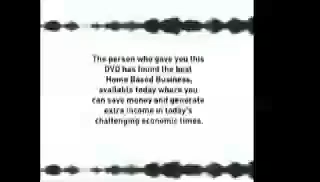 The person who gave you this
DVD has found the best
Home Based Business,
available today where you
can save money and generate
extra income in today's
challenging economic times.